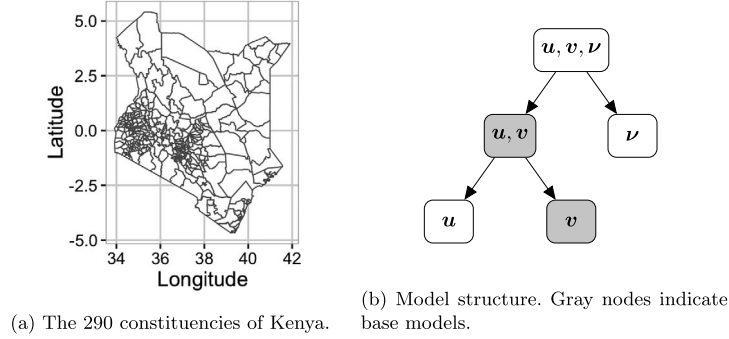 5.0
2.5
0.0
-2.5
-5.0
Latitude
34 36 38 40 42
Longitude
(a) The 290 constituencies of Kenya.
u, v, ν
u, v
ν
u
v
(b) Model structure. Gray nodes indicate
base models.